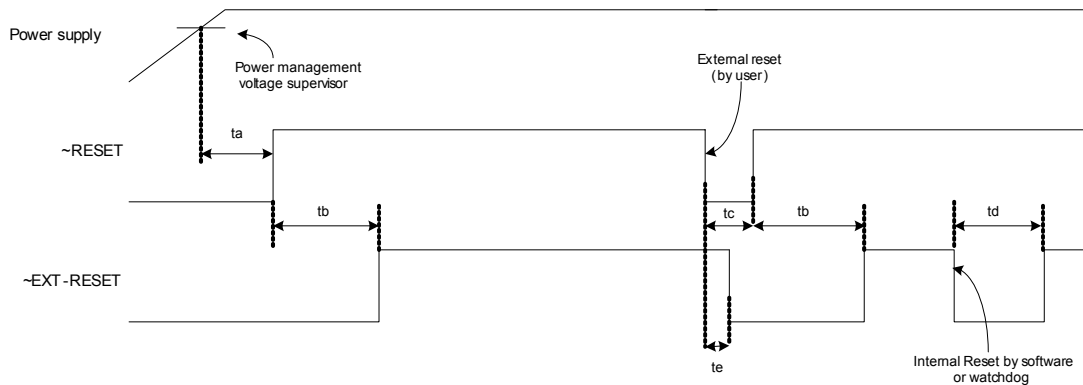 Power supply
Power management
voltage supervisor
External reset
(by user)
ta
~RESET
tb
tc
tb
td
~EXT-RESET
te
Internal Reset by software
or watchdog